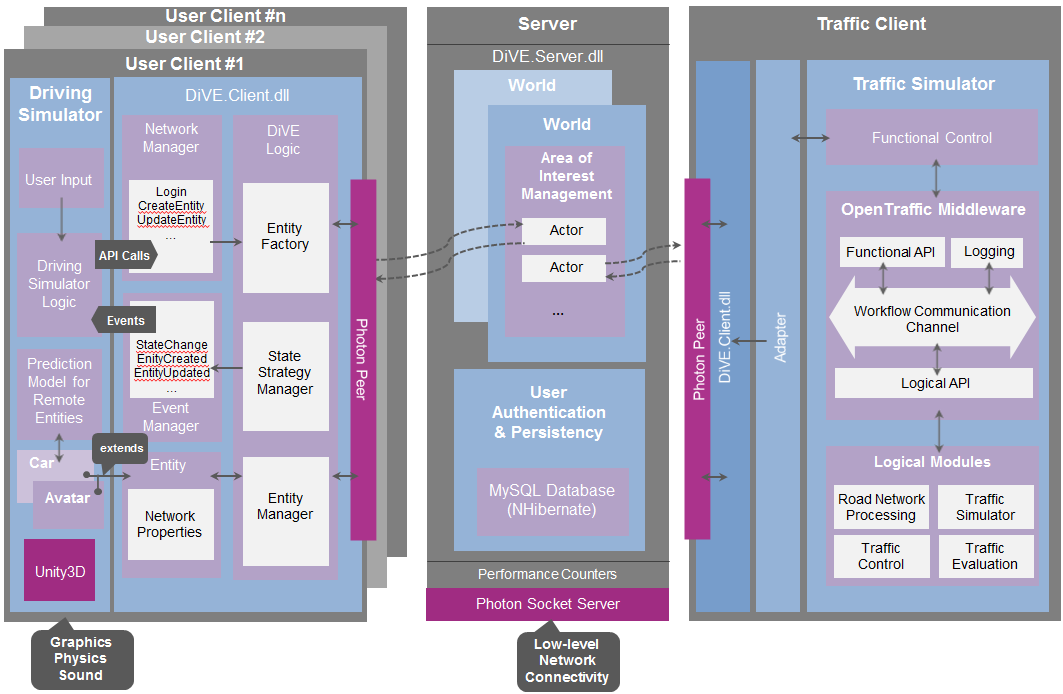 User Client #n
User Client #2
User Client #1
Driving
Simulator
User Input
Driving
Simulator
Logic
Prediction
Model for
Remote
Entities
Car
Avatar
Unity3D
Graphics
Physics
Sound
DiVE.Client.dll
Network
Manager
Login
CreateEntity
UpdateEntity
...
API Calls
Events
StateChange
EnityCreated
EntityUpdated
...
Event
Manager
extends
Entity
Network
Properties
DiVE
Logic
Entity
Factory
State
Strategy
Manager
Entity
Manager
Photon Peer
Server
DiVE.Server.dll
World
World
Area of
Interest
Management
Actor
Actor
...
User
Authentication
& Persistency
MySQL Database
(NHibernate)
Performance Counters
Photon Socket Server
Low-level
Network
Connectivity
Traffic Client
Photon Peer
DiVE.Client.dll
Adapter
Traffic Simulator
Functional Control
OpenTraffic Middleware
Functional API
Logging
Workflow Communication
Channel
Logical API
Logical Modules
Road Network
Processing
Traffic
Simulator
Traffic
Control
Traffic
Evaluation